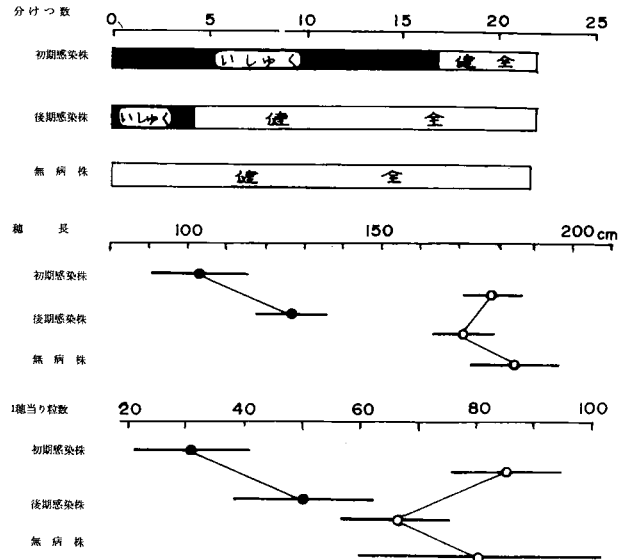 分けつ数
0 5 10 15 20 25
初期感染株 いしゅく 健全
後期感染株 いしゅく 健 全
無病株 健 全
穂長 100 150 200cm
初期感染株
後期感染株
無病株
1穂当り粒数 20 40 60 80 100
初期感染株
後期感染株
無病株